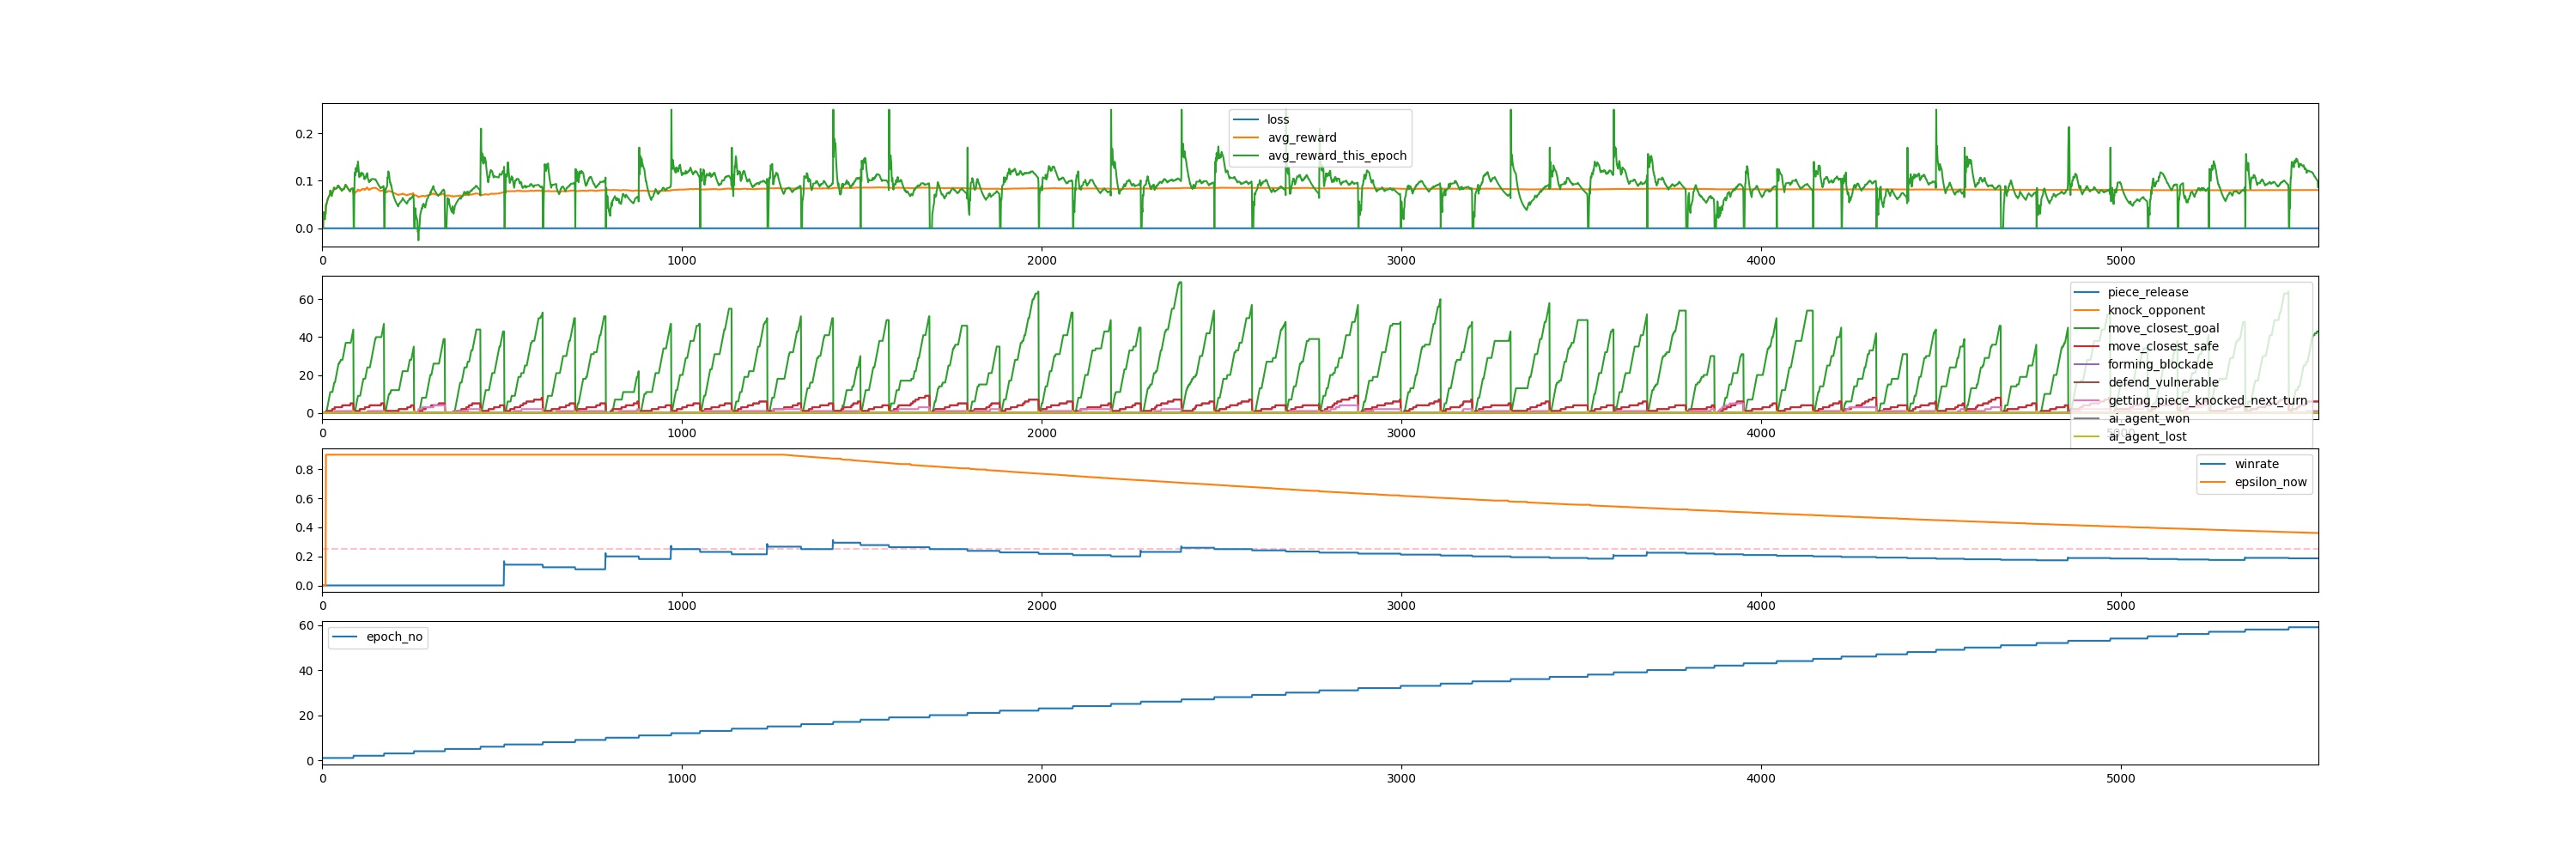 0.2
0.1
0.0
loss
avg_reward
avg_reward_this_epoch
0 1000 2000 3000 4000 5000
60
40
20
0
piece_release
knock_opponent
move_closest_goal
move_closest_safe
forming_blockade
defend_vulnerable
getting_piece_knocked_next_turn
ai_agent_won
ai_agent_lost
0 1000 2000 3000 4000 5000
0.8
0.6
0.4
0.2
0.0
winrate
epsilon_now
0 1000 2000 3000 4000 5000
60
40
20
0
epoch_no
0 1000 2000 3000 4000 5000